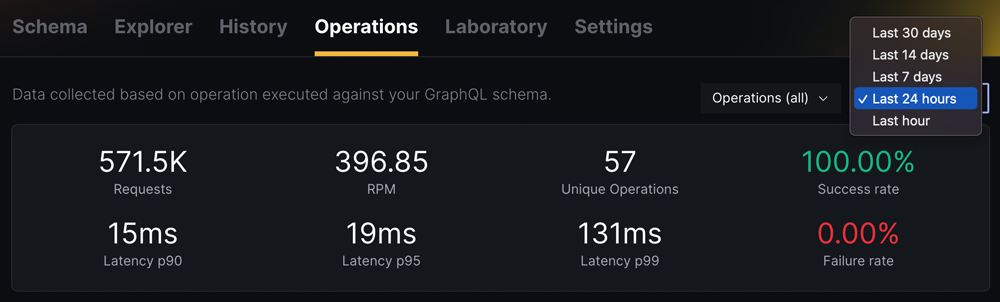 Schema Explorer History Operations Laboratory Settings
Last 30 days
Last 14 days
Last 7 days
✓ Last 24 hours
Last hour
Data collected based on operation executed against your GraphQL schema.
Operations (all)
571.5K 396.85 57 100.00%
Requests RPM Unique Operations Success rate
15ms 19ms 131ms 0.00%
Latency p90 Latency p95 Latency p99 Failure rate